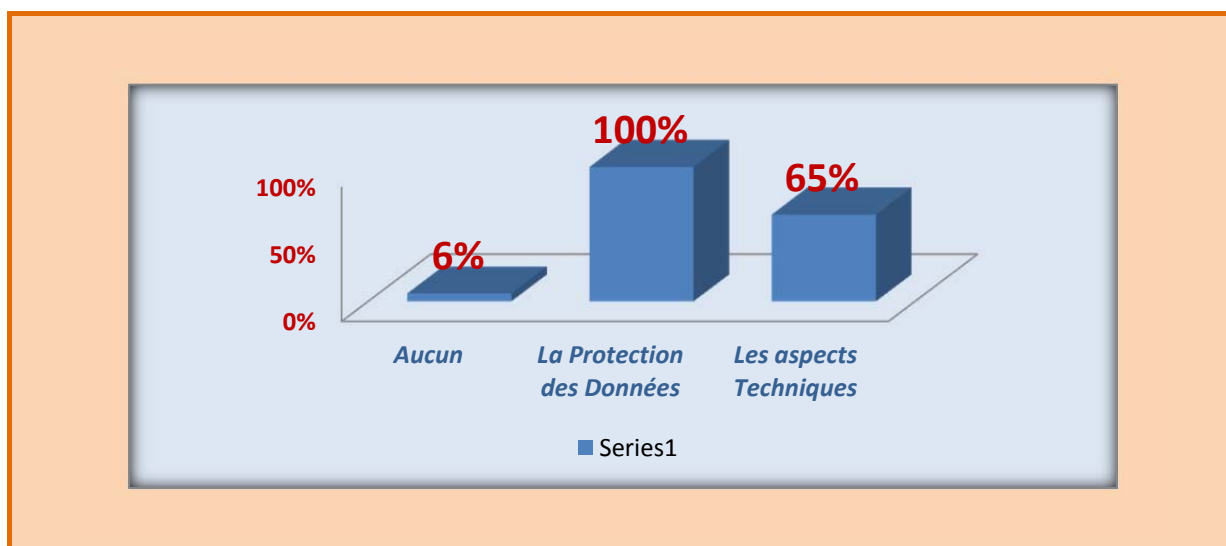 100%
65%
6%
100%
50%
0%
Aucun
La Protection
des Données
Les aspects
Techniques
Series1